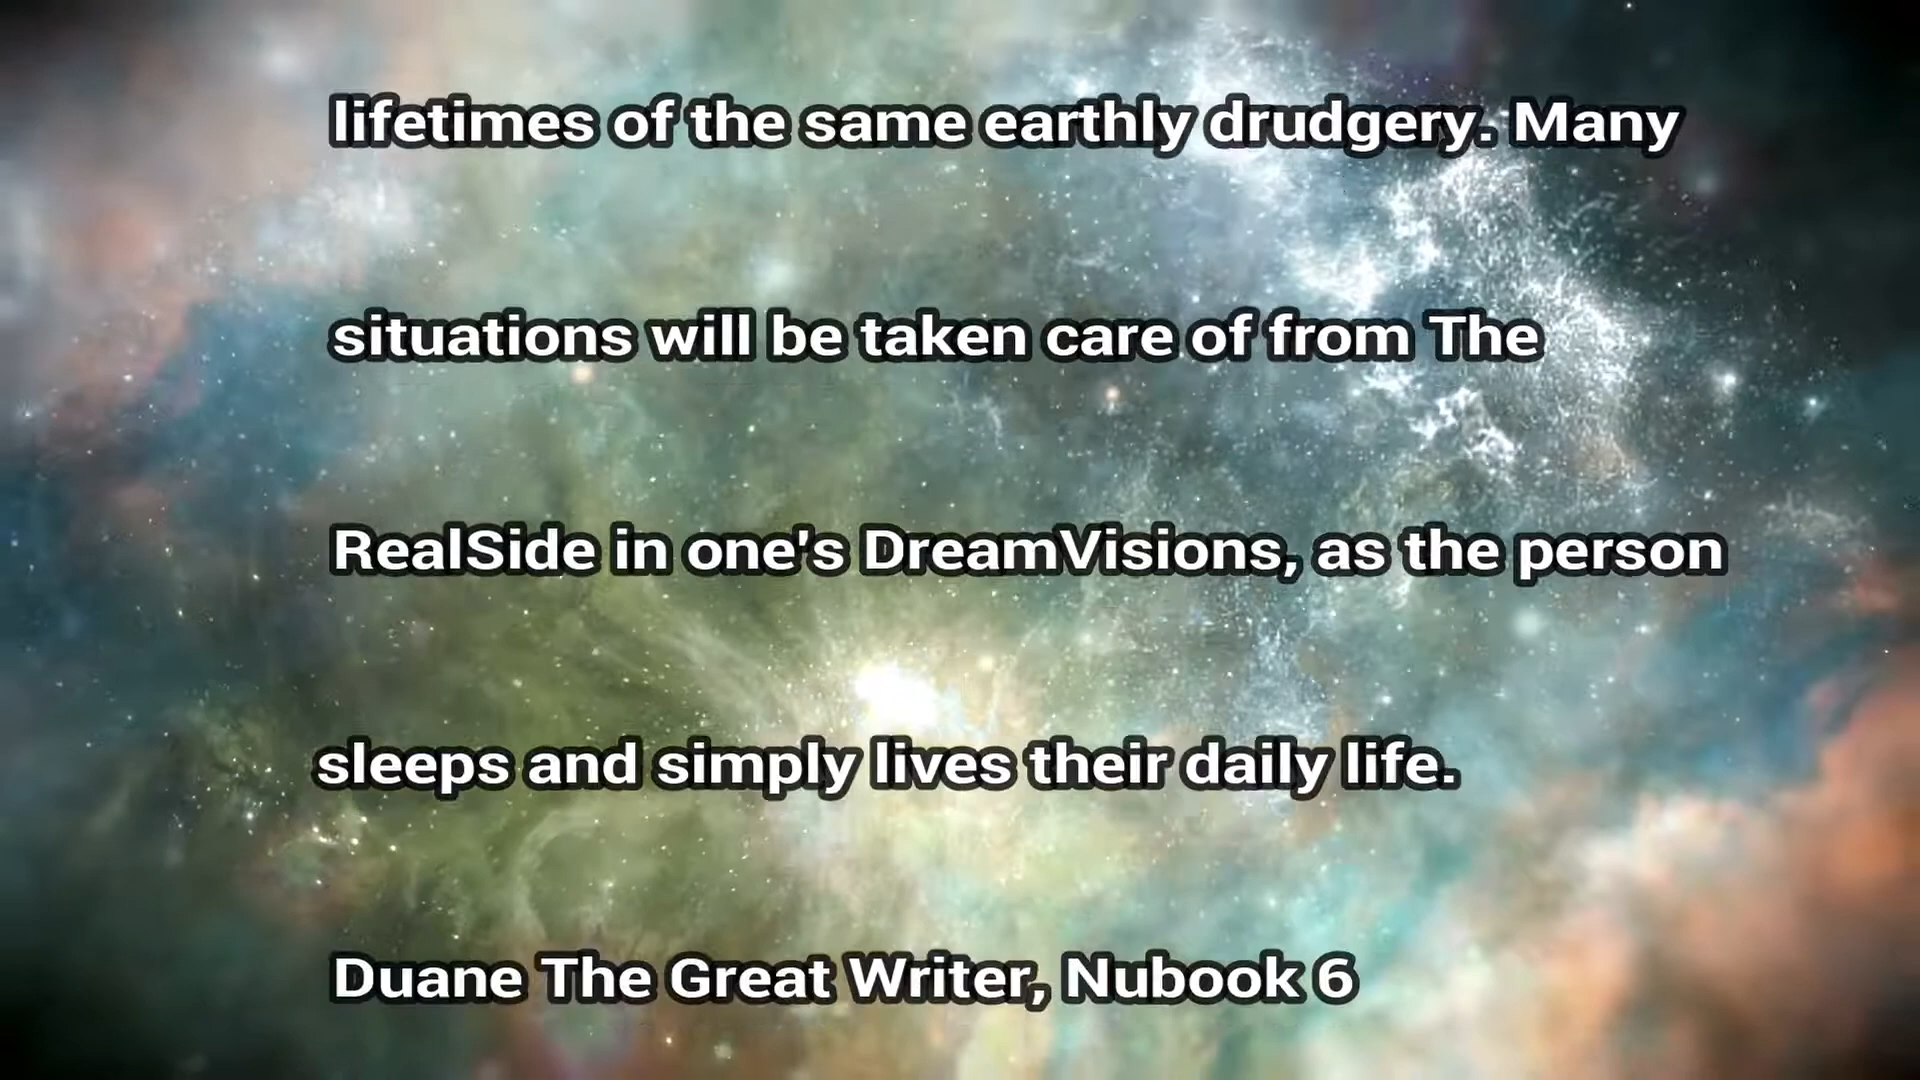 lifetimes of the same earthly drudgery. Many
situations will be taken care of from The
RealSide in one's DreamVisions, as the person
sleeps and simply lives their daily life.
Duane The Great Writer, Nubook 6